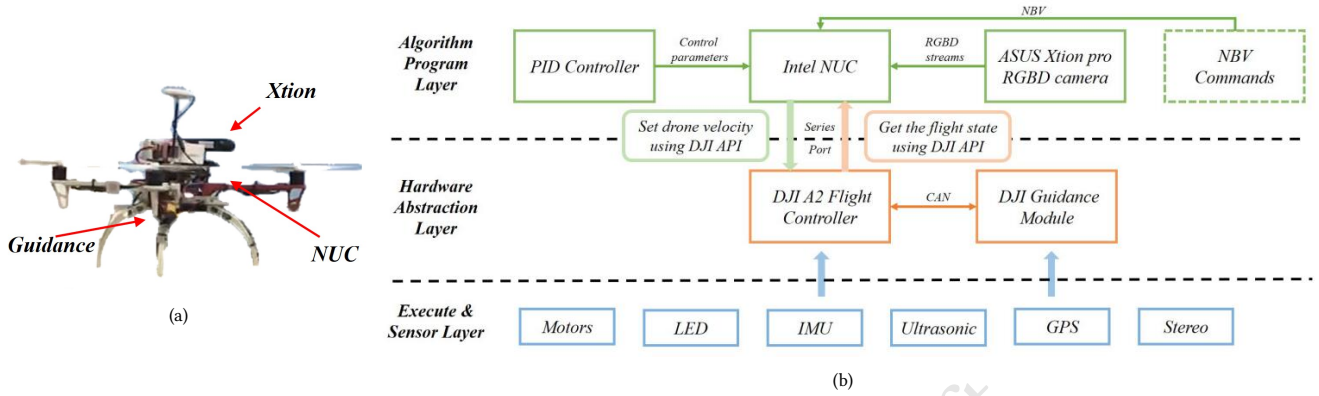 Xtion
Guidance
NUC
(a)
Algorithm
Program
Layer
PID Controller
Control
parameters
Intel NUC
NBV
RGBD
streams
ASUS Xtion pro
RGBD camera
NBV
Commands
Set drone velocity
using DJI API
Series
Port
Get the flight state
using DJI API
Hardware
Abstraction
Layer
DJI A2 Flight
Controller
CAN
DJI Guidance
Module
Execute &
Sensor Layer
Motors
LED
IMU
Ultrasonic
GPS
Stereo
(b)